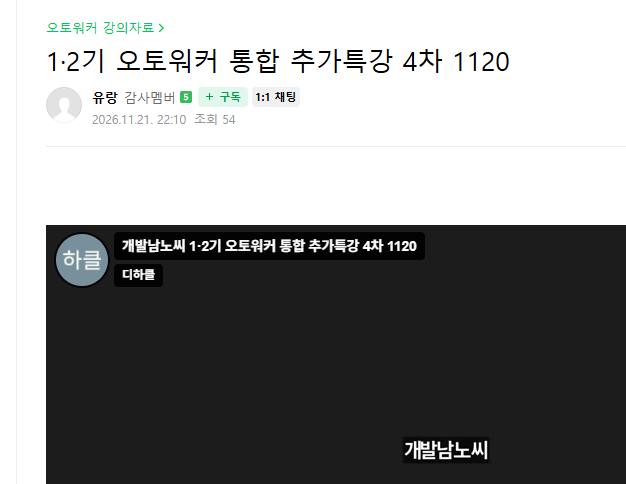 오토워커 강의자료 >
1·2기 오토워커 통합 추가특강 4차 1120
유랑 감사멤버 5 + 구독 1:1 채팅
2026.11.21. 22:10 조회 54
하클
개발남노씨 1·2기 오토워커 통합 추가특강 4차 1120
디하클
개발남노씨